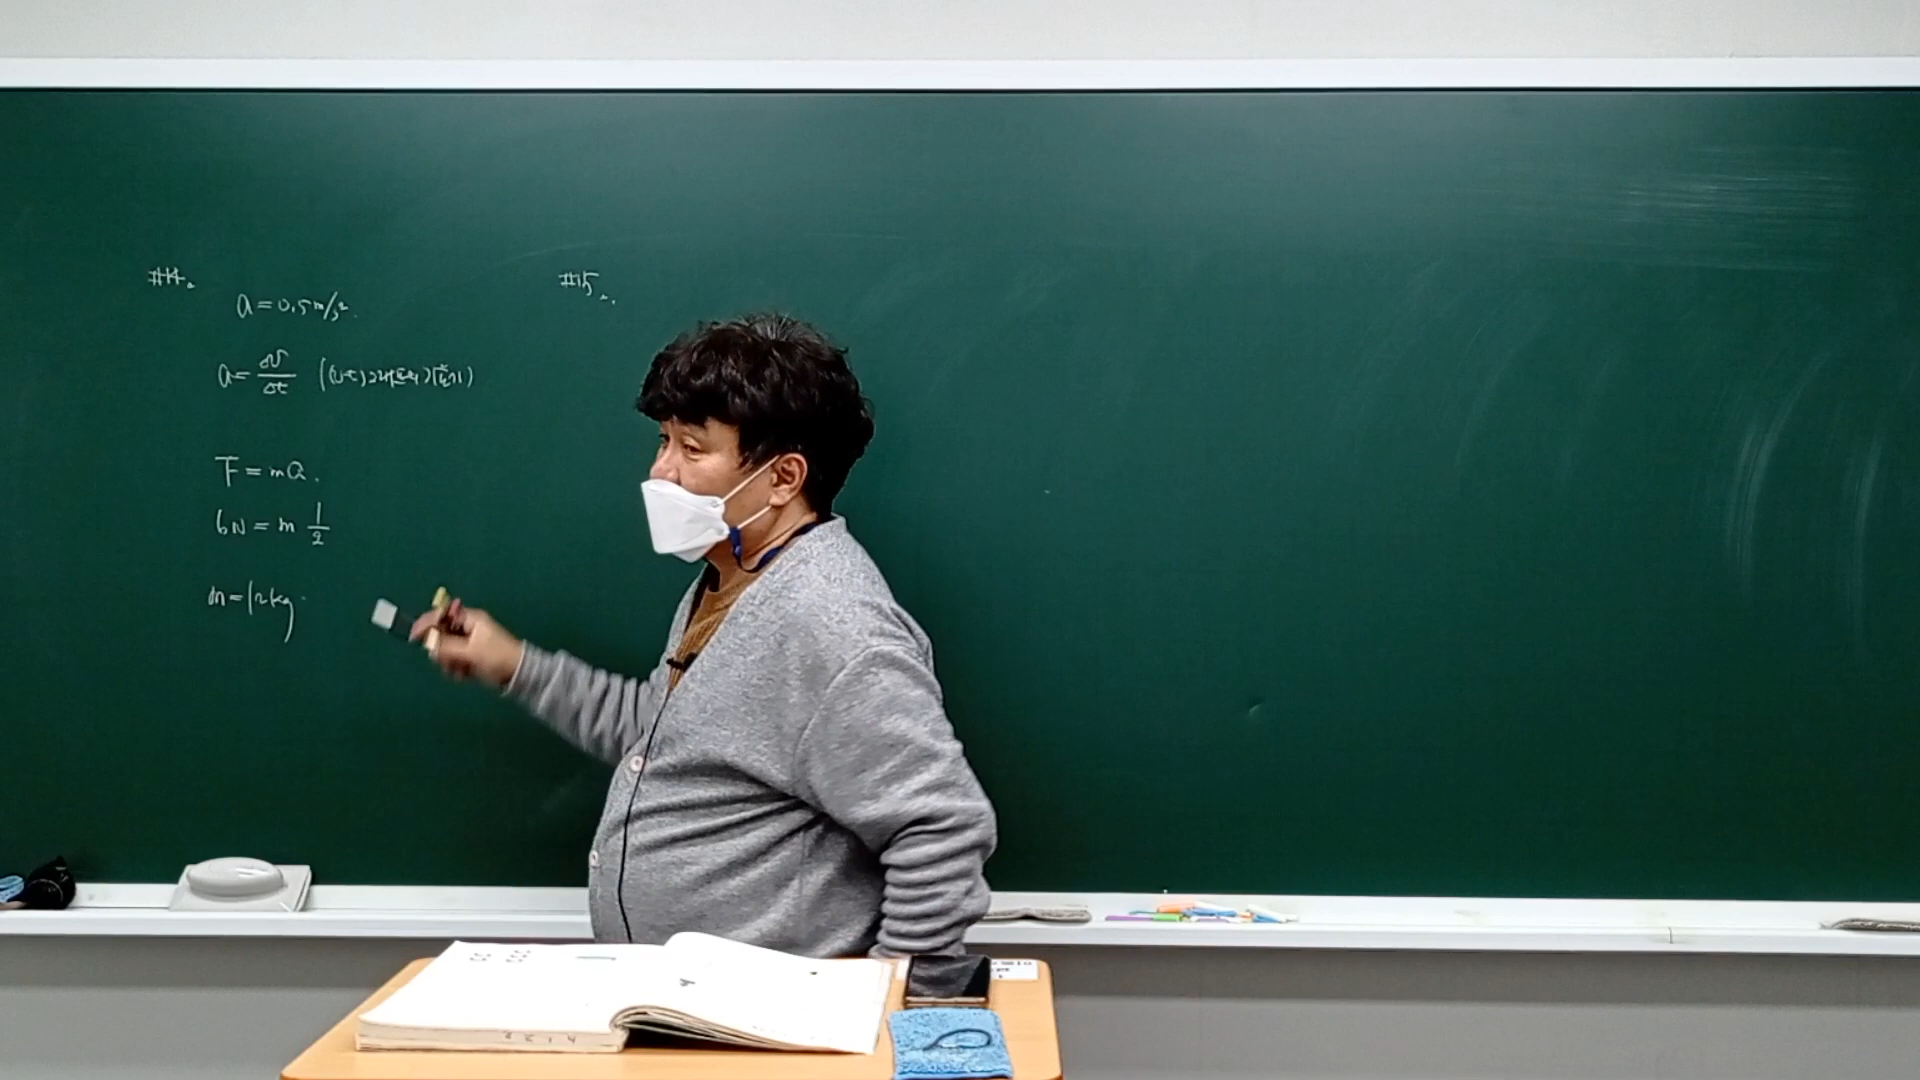 #14.
a = 0.5m/s².
a = Δv/Δt ((v-t)그래프의 기울기)
F = ma.
6N = m 1/2
m = 12kg.
#15.